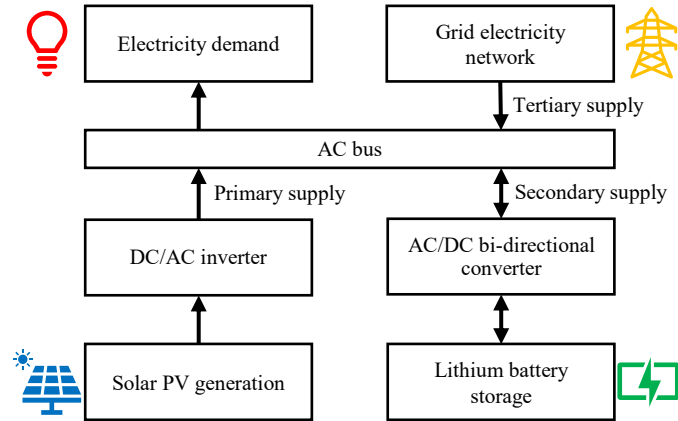 Electricity demand
Grid electricity
network
Tertiary supply
AC bus
Primary supply
Secondary supply
DC/AC inverter
AC/DC bi-directional
converter
Solar PV generation
Lithium battery
storage